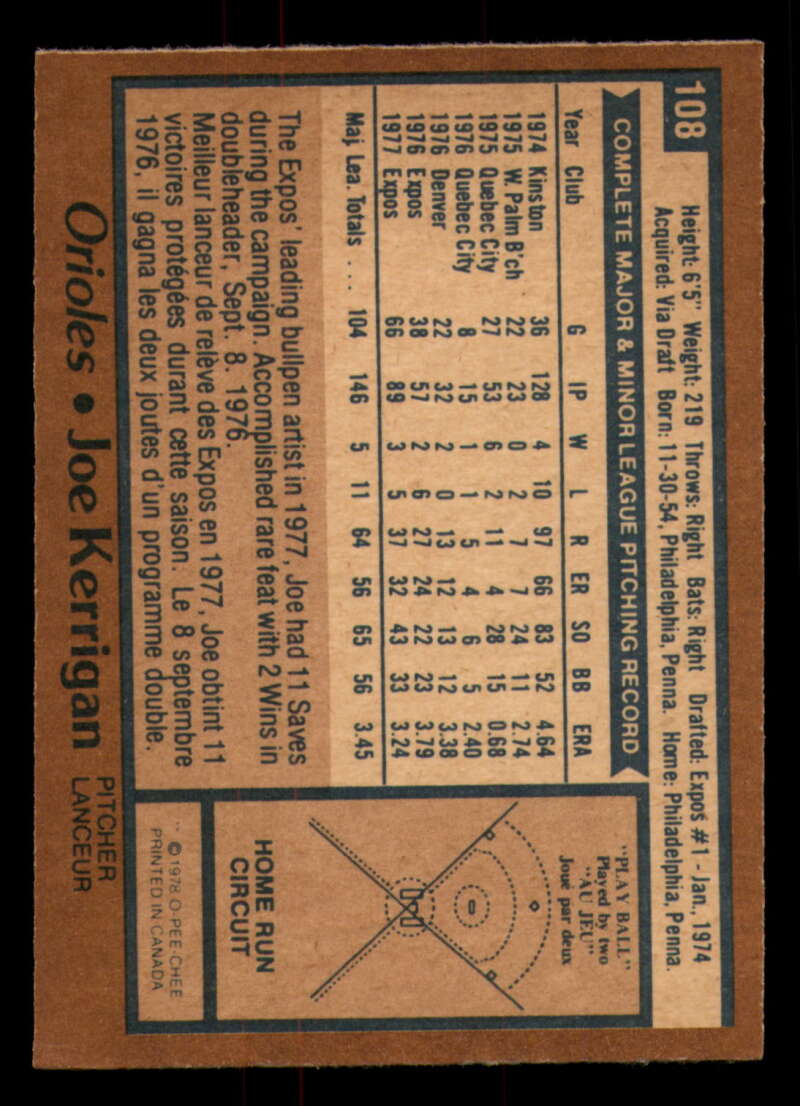 108
Height: 6'5" Weight: 219 Throws: Right Bats: Right Drafted: Expos #1 - Jan., 1974
Acquired: Via Draft Born: 11-30-54, Philadelphia, Penna. Home: Philadelphia, Penna.
COMPLETE MAJOR & MINOR LEAGUE PITCHING RECORD
Year Club G IP W L R ER SO BB ERA
1974 Kinston 36 128 4 10 97 66 83 52 4.64
1975 W. Palm B'ch 22 23 0 2 7 7 24 11 2.74
1975 Quebec City 27 53 6 2 11 4 28 15 0.68
1976 Quebec City 8 15 1 1 5 4 6 5 2.40
1976 Denver 22 32 2 0 13 12 13 12 3.38
1976 Expos 38 57 2 6 27 24 22 23 3.79
1977 Expos 66 89 3 5 37 32 43 33 3.24
Maj. Lea. Totals . . . 104 146 5 11 64 56 65 56 3.45
The Expos' leading bullpen artist in 1977, Joe had 11 Saves
during the campaign. Accomplished rare feat with 2 Wins in
doubleheader, Sept. 8. 1976.
Meilleur lanceur de relève des Expos en 1977, Joe obtint 11
victoires protégées durant cette saison. Le 8 septembre
1976, il gagna les deux joutes d'un programme double.
"PLAY BALL"
Played by two
"AU JEU"
Joué par deux
HOME RUN
CIRCUIT
** © 1978 O-PEE-CHEE
PRINTED IN CANADA
Orioles • Joe Kerrigan
PITCHER
LANCEUR